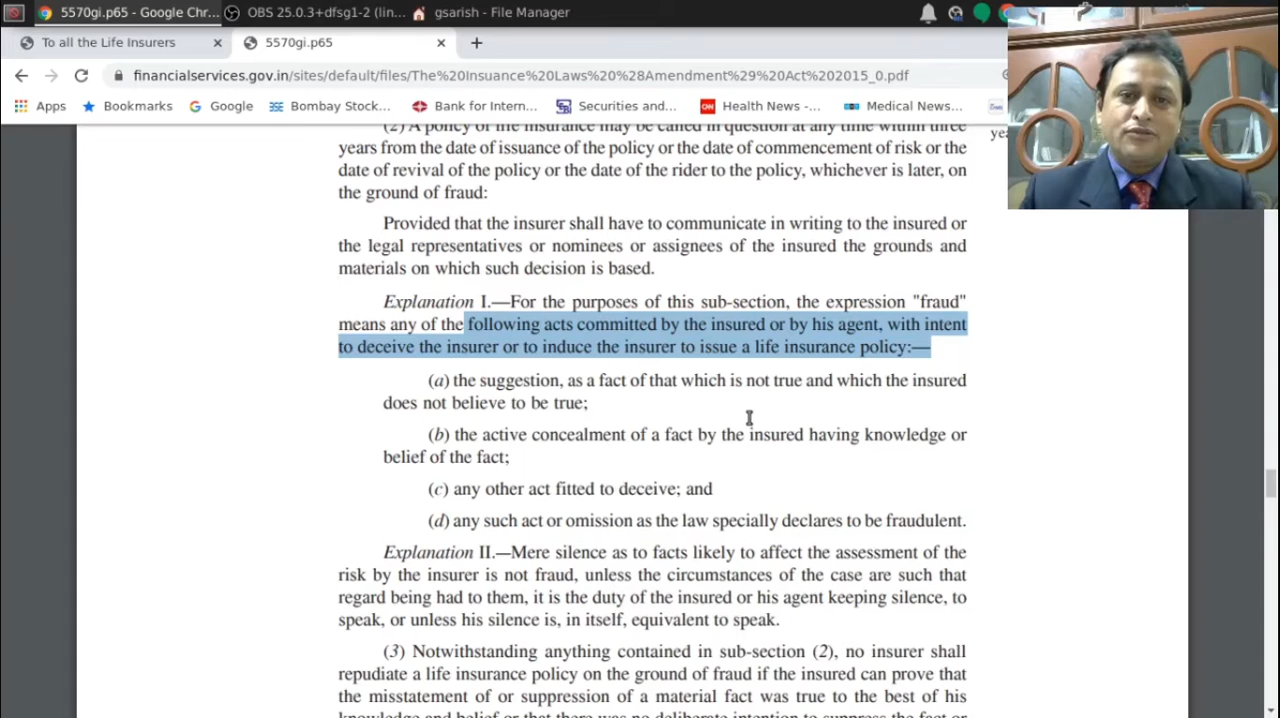 5570gi.p65 - Google Chr...
OBS 25.0.3+dfsg1-2 (lin...
gsarish - File Manager
To all the Life Insurers
5570gi.p65
financialservices.gov.in/sites/default/files/The%20Insuance%20Laws%20%28Amendment%29%20Act%202015_0.pdf
Apps
Bookmarks
Google
Bombay Stock...
Bank for Intern...
Securities and...
Health News -...
Medical News...
(2) A policy of life insurance may be called in question at any time within three
years from the date of issuance of the policy or the date of commencement of risk or the
date of revival of the policy or the date of the rider to the policy, whichever is later, on
the ground of fraud:
Provided that the insurer shall have to communicate in writing to the insured or
the legal representatives or nominees or assignees of the insured the grounds and
materials on which such decision is based.
Explanation I.—For the purposes of this sub-section, the expression "fraud"
means any of the following acts committed by the insured or by his agent, with intent
to deceive the insurer or to induce the insurer to issue a life insurance policy:—
(a) the suggestion, as a fact of that which is not true and which the insured
does not believe to be true;
(b) the active concealment of a fact by the insured having knowledge or
belief of the fact;
(c) any other act fitted to deceive; and
(d) any such act or omission as the law specially declares to be fraudulent.
Explanation II.—Mere silence as to facts likely to affect the assessment of the
risk by the insurer is not fraud, unless the circumstances of the case are such that
regard being had to them, it is the duty of the insured or his agent keeping silence, to
speak, or unless his silence is, in itself, equivalent to speak.
(3) Notwithstanding anything contained in sub-section (2), no insurer shall
repudiate a life insurance policy on the ground of fraud if the insured can prove that
the misstatement of or suppression of a material fact was true to the best of his
knowledge and belief or that there was no deliberate intention to suppress the fact or